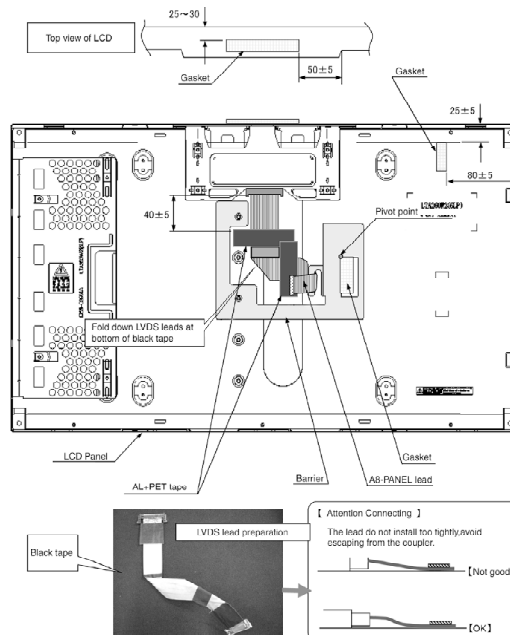 25～30
Top view of LCD
50±5
Gasket
Gasket
25±5
80±5
40±5
Pivot point
Fold down LVDS leads at
bottom of black tape
LCD Panel
Gasket
Barrier
A8-PANEL lead
AL+PET tape
【 Attention Connecting 】
LVDS lead preparation
The lead do not install too tightly,avoid
escaping from the coupler.
Black tape
【Not good
【OK】